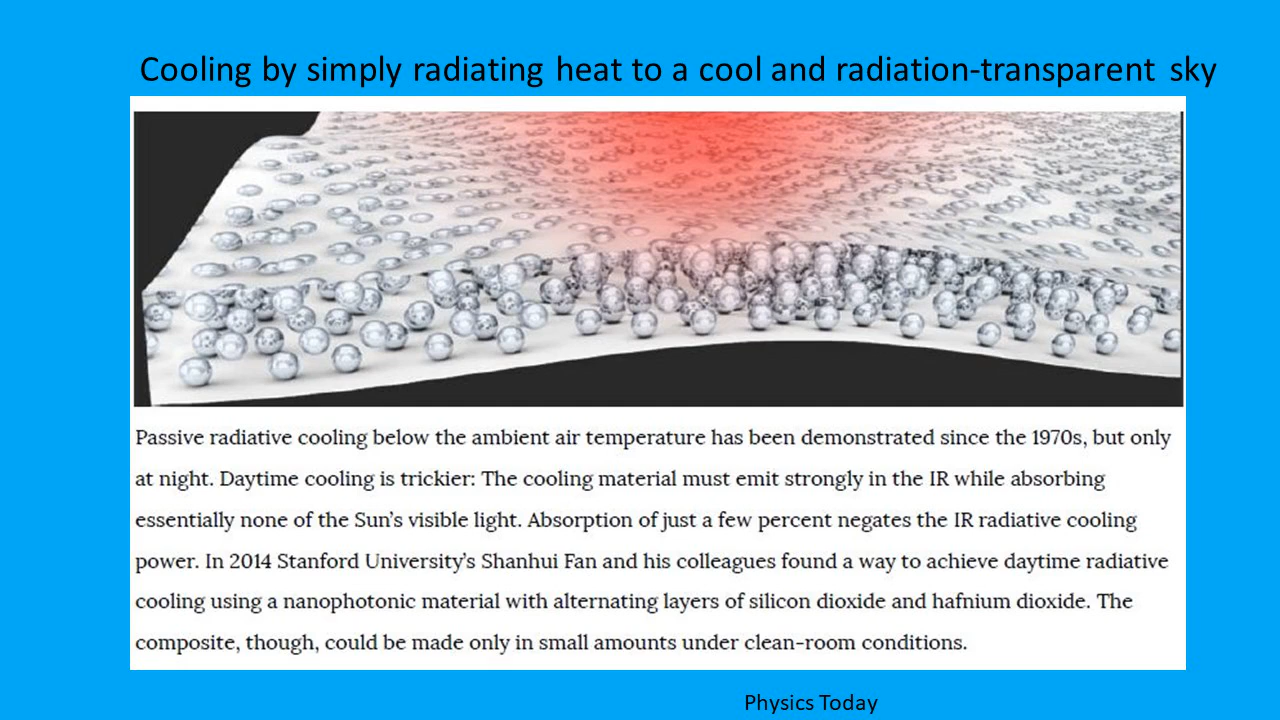 Cooling by simply radiating heat to a cool and radiation-transparent sky
Passive radiative cooling below the ambient air temperature has been demonstrated since the 1970s, but only
at night. Daytime cooling is trickier: The cooling material must emit strongly in the IR while absorbing
essentially none of the Sun’s visible light. Absorption of just a few percent negates the IR radiative cooling
power. In 2014 Stanford University’s Shanhui Fan and his colleagues found a way to achieve daytime radiative
cooling using a nanophotonic material with alternating layers of silicon dioxide and hafnium dioxide. The
composite, though, could be made only in small amounts under clean-room conditions.
Physics Today